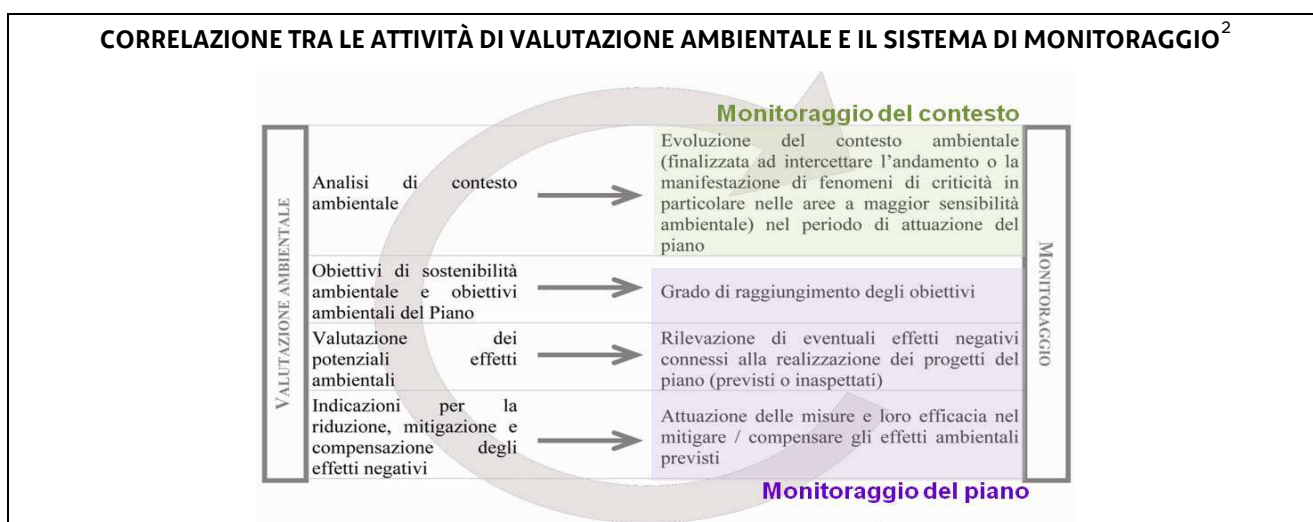 CORRELAZIONE TRA LE ATTIVITÀ DI VALUTAZIONE AMBIENTALE E IL SISTEMA DI MONITORAGGIO2
Monitoraggio del contesto
VALUTAZIONE AMBIENTALE
Analisi di contesto
ambientale
Evoluzione del contesto ambientale
(finalizzata ad intercettare l'andamento o la
manifestazione di fenomeni di criticità in
particolare nelle aree a maggior sensibilità
ambientale) nel periodo di attuazione del
piano
Obiettivi di sostenibilità
ambientale e obiettivi
ambientali del Piano
Grado di raggiungimento degli obiettivi
Valutazione dei
potenziali effetti
ambientali
Rilevazione di eventuali effetti negativi
connessi alla realizzazione dei progetti del
piano (previsti o inaspettati)
Indicazioni per la
riduzione, mitigazione e
compensazione degli
effetti negativi
Attuazione delle misure e loro efficacia nel
mitigare / compensare gli effetti ambientali
previsti
MONITORAGGIO
Monitoraggio del piano